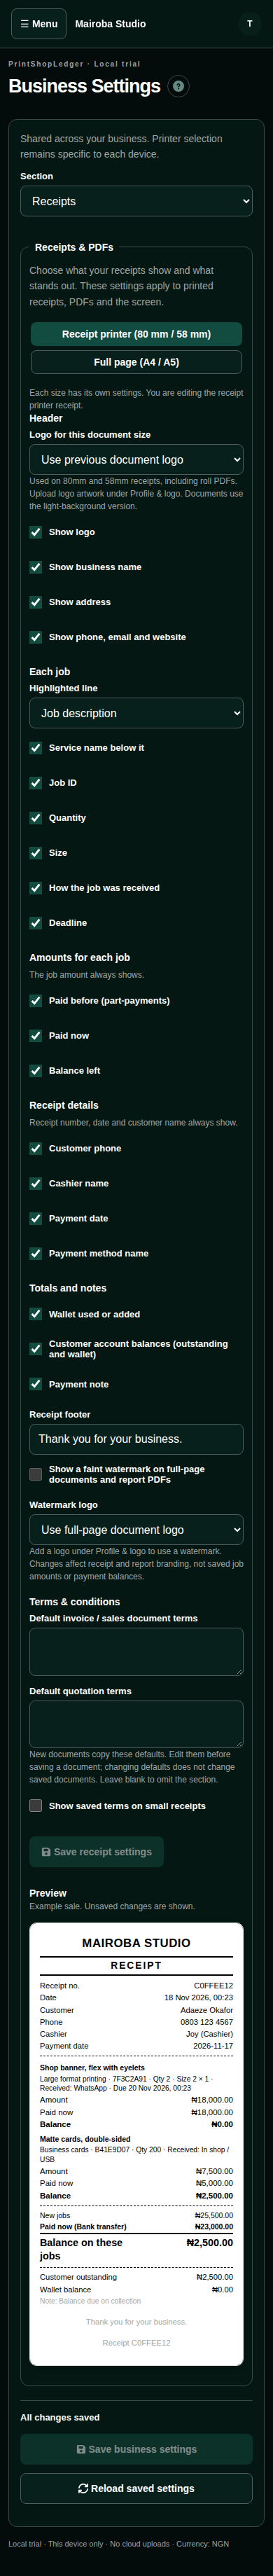 ☰ Menu
Mairoba Studio
T
PrintShopLedger · Local trial
Business Settings
?
Shared across your business. Printer selection
remains specific to each device.
Section
Receipts
Receipts & PDFs
Choose what your receipts show and what
stands out. These settings apply to printed
receipts, PDFs and the screen.
Receipt printer (80 mm / 58 mm)
Full page (A4 / A5)
Each size has its own settings. You are editing the receipt
printer receipt.
Header
Logo for this document size
Use previous document logo
Used on 80mm and 58mm receipts, including roll PDFs.
Upload logo artwork under Profile & logo. Documents use
the light-background version.
Show logo
Show business name
Show address
Show phone, email and website
Each job
Highlighted line
Job description
Service name below it
Job ID
Quantity
Size
How the job was received
Deadline
Amounts for each job
The job amount always shows.
Paid before (part-payments)
Paid now
Balance left
Receipt details
Receipt number, date and customer name always show.
Customer phone
Cashier name
Payment date
Payment method name
Totals and notes
Wallet used or added
Customer account balances (outstanding
and wallet)
Payment note
Receipt footer
Thank you for your business.
Show a faint watermark on full-page
documents and report PDFs
Watermark logo
Use full-page document logo
Add a logo under Profile & logo to use a watermark.
Changes affect receipt and report branding, not saved job
amounts or payment balances.
Terms & conditions
Default invoice / sales document terms
Default quotation terms
New documents copy these defaults. Edit them before
saving a document; changing defaults does not change
saved documents. Leave blank to omit the section.
Show saved terms on small receipts
Save receipt settings
Preview
Example sale. Unsaved changes are shown.
MAIROBA STUDIO
RECEIPT
Receipt no. C0FFEE12
Date 18 Nov 2026, 00:23
Customer Adaeze Okafor
Phone 0803 123 4567
Cashier Joy (Cashier)
Payment date 2026-11-17
Shop banner, flex with eyelets
Large format printing · 7F3C2A91 · Qty 2 · Size 2 × 1 ·
Received: WhatsApp · Due 20 Nov 2026, 00:23
Amount ₦18,000.00
Paid now ₦18,000.00
Balance ₦0.00
Matte cards, double-sided
Business cards · B41E9D07 · Qty 200 · Received: In shop /
USB
Amount ₦7,500.00
Paid now ₦5,000.00
Balance ₦2,500.00
New jobs ₦25,500.00
Paid now (Bank transfer) ₦23,000.00
Balance on these ₦2,500.00
jobs
Customer outstanding ₦2,500.00
Wallet balance ₦0.00
Note: Balance due on collection
Thank you for your business.
Receipt C0FFEE12
All changes saved
Save business settings
Reload saved settings
Local trial · This device only · No cloud uploads · Currency: NGN